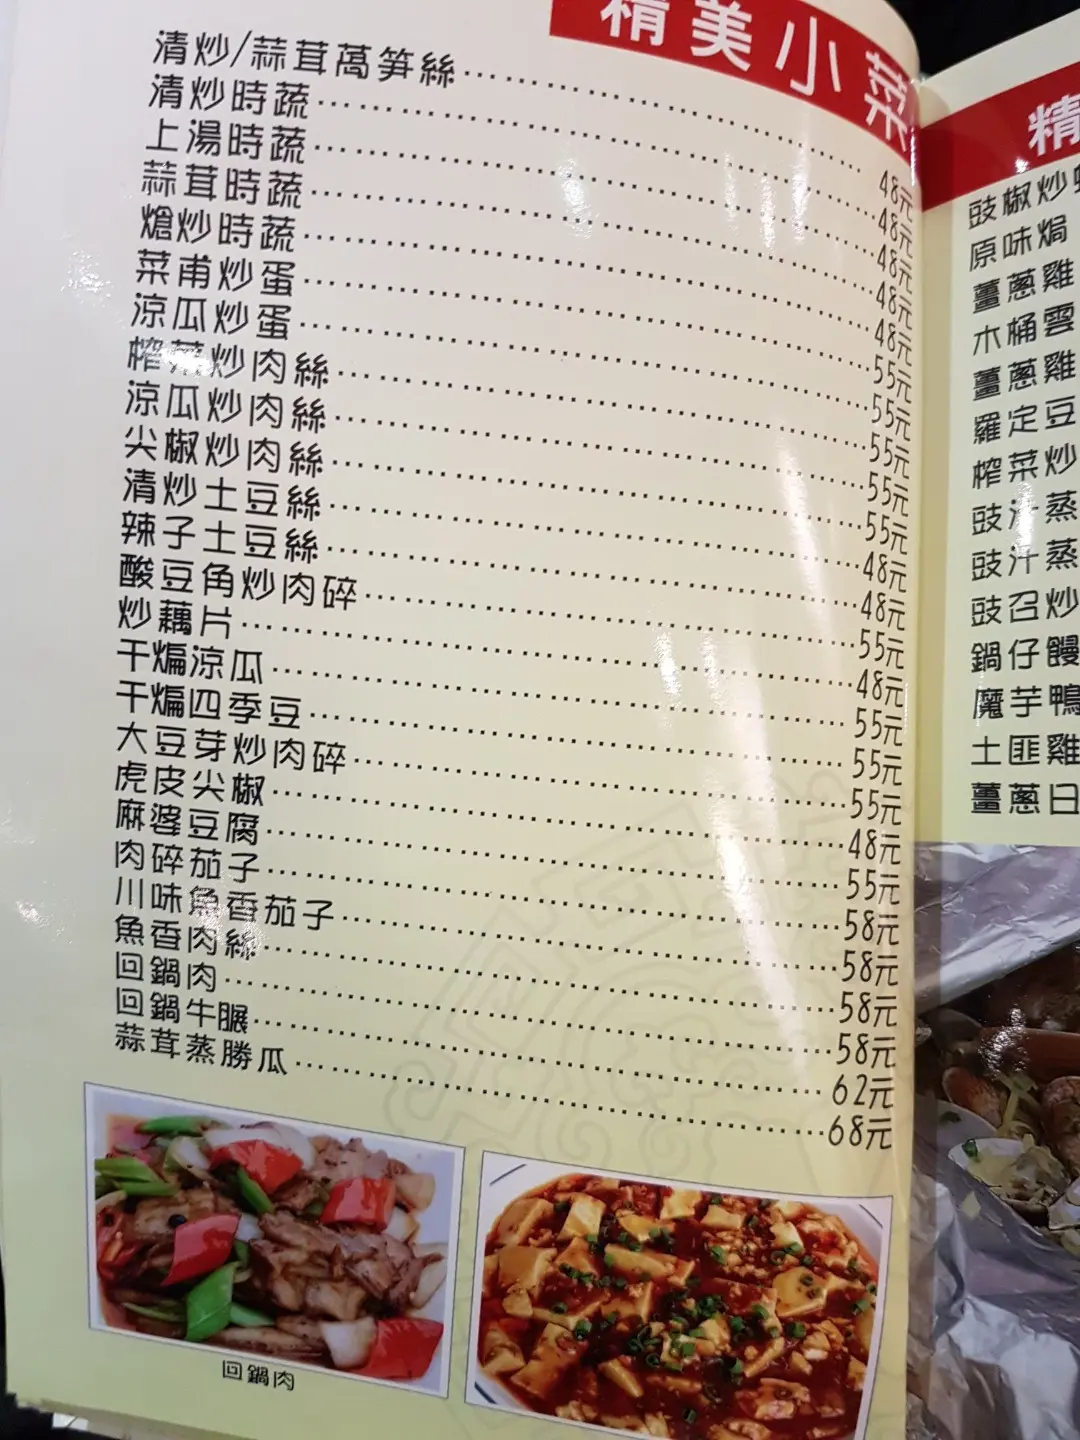 精美小菜
清炒/蒜茸萵筍絲……48元
清炒時蔬……48元
上湯時蔬……48元
蒜茸時蔬……48元
熗炒時蔬……48元
菜甫炒蛋……55元
涼瓜炒蛋……55元
榨菜炒肉絲……55元
涼瓜炒肉絲……55元
尖椒炒肉絲……55元
清炒土豆絲……48元
辣子土豆絲……48元
酸豆角炒肉碎……55元
炒藕片……48元
干煸涼瓜……55元
干煸四季豆……55元
大豆芽炒肉碎……55元
虎皮尖椒……48元
麻婆豆腐……55元
肉碎茄子……58元
川味魚香茄子……58元
魚香肉絲……58元
回鍋肉……58元
回鍋牛𦟌……62元
蒜茸蒸勝瓜……68元
回鍋肉
精
豉椒炒
原味焗
薑蔥雞
木桶雲
薑蔥雞
羅定豆
榨菜炒
豉汁蒸
豉汁蒸
豉召炒
鍋仔饅
魔芋鴨
土匪雞
薑蔥日